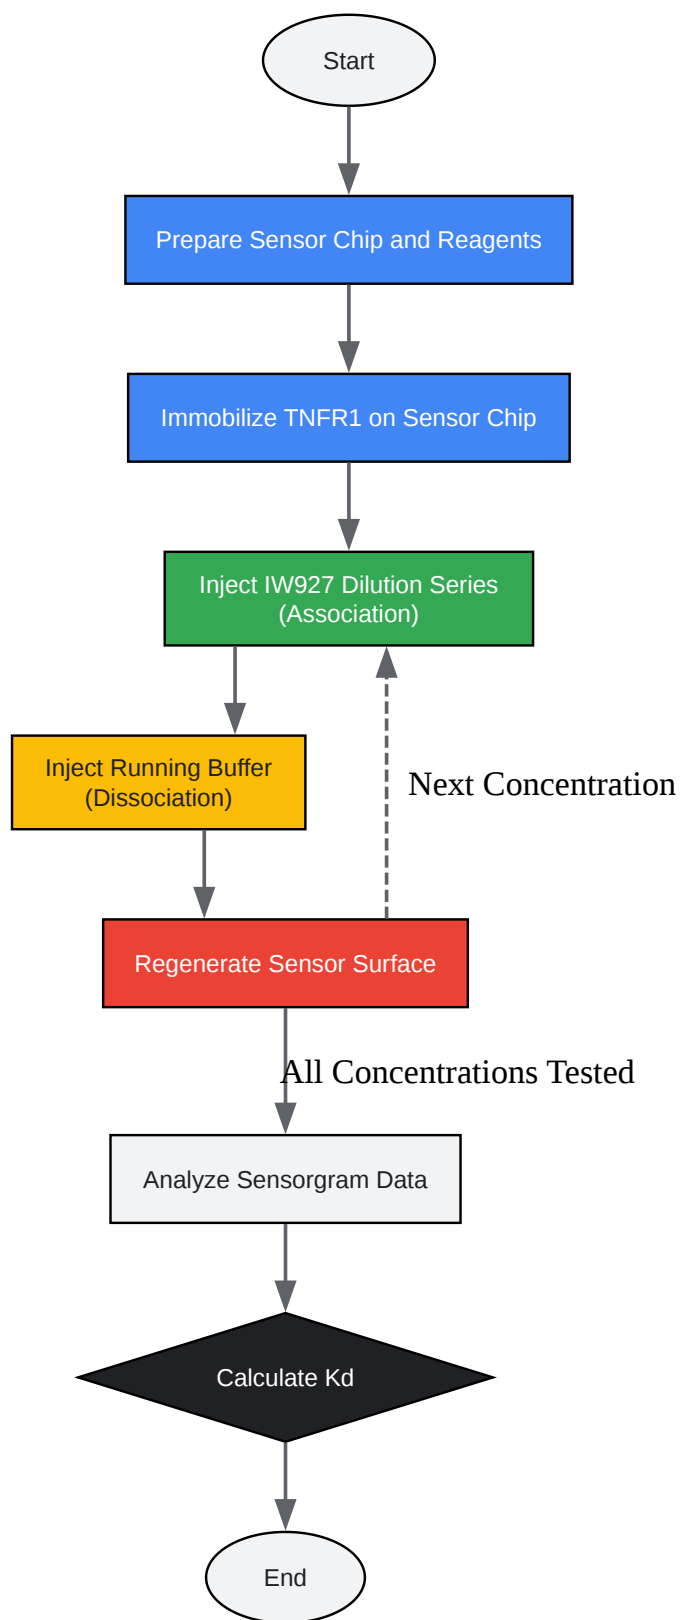 Start
Prepare Sensor Chip and Reagents
Immobilize TNFR1 on Sensor Chip
Inject IW927 Dilution Series
(Association)
Inject Running Buffer
(Dissociation)
Next Concentration
Regenerate Sensor Surface
All Concentrations Tested
Analyze Sensorgram Data
Calculate Kd
End